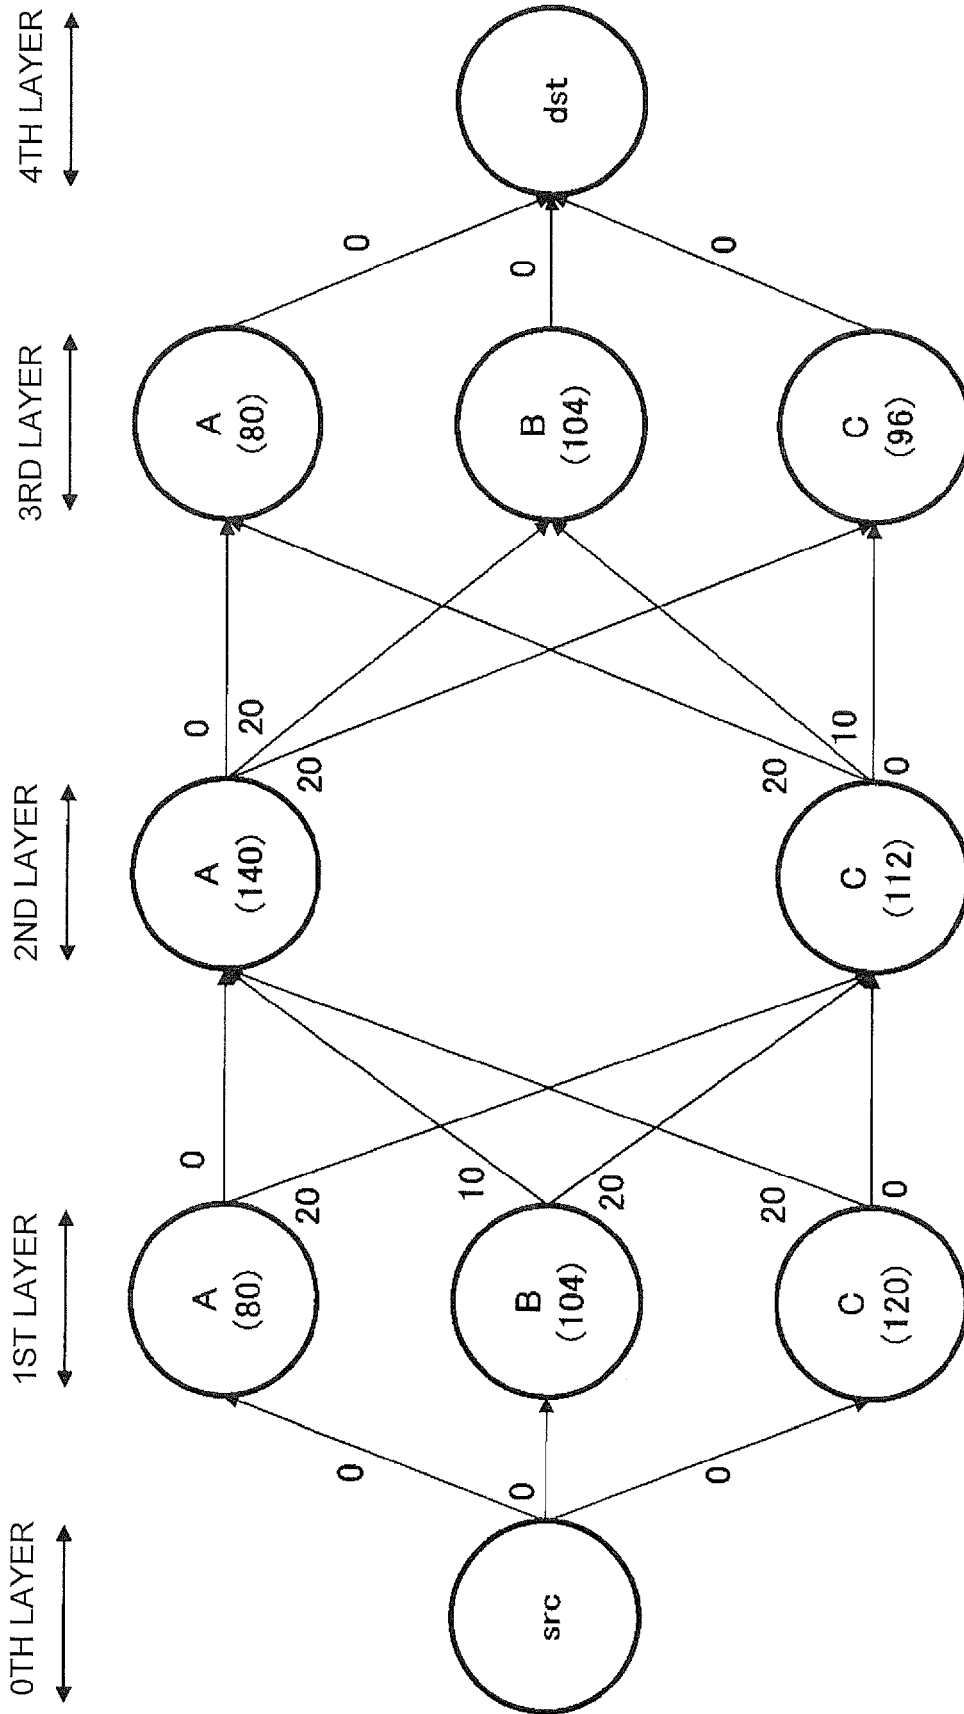 0TH LAYER
1ST LAYER
2ND LAYER
3RD LAYER
4TH LAYER
src
0
0
0
A
(80)
B
(104)
C
(120)
0
20
10
20
20
0
A
(140)
C
(112)
0
20
20
20
10
0
A
(80)
B
(104)
C
(96)
0
0
0
dst